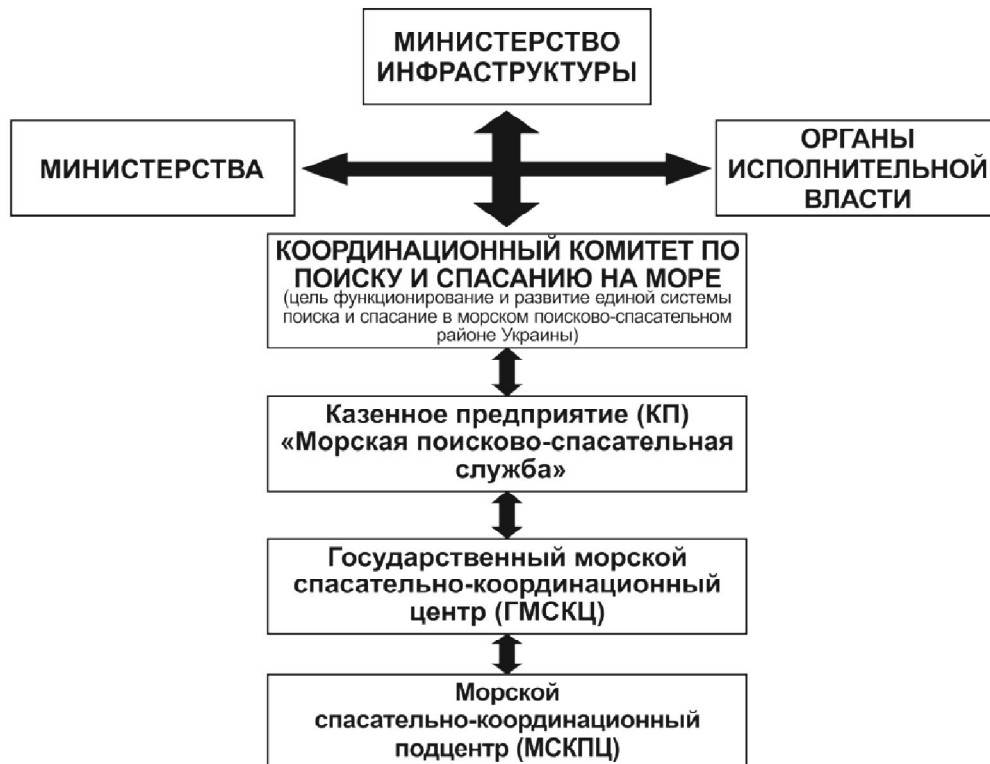 МИНИСТЕРСТВО
ИНФРАСТРУКТУРЫ
МИНИСТЕРСТВА
ОРГАНЫ
ИСПОЛНИТЕЛЬНОЙ
ВЛАСТИ
КООРДИНАЦИОННЫЙ КОМИТЕТ ПО
ПОИСКУ И СПАСАНИЮ НА МОРЕ
(цель функционирование и развитие единой системы
поиска и спасание в морском поисково-спасательном
районе Украины)
Казенное предприятие (КП)
«Морская поисково-спасательная
служба»
Государственный морской
спасательно-координационный
центр (ГМСКЦ)
Морской
спасательно-координационный
подцентр (МСКПЦ)